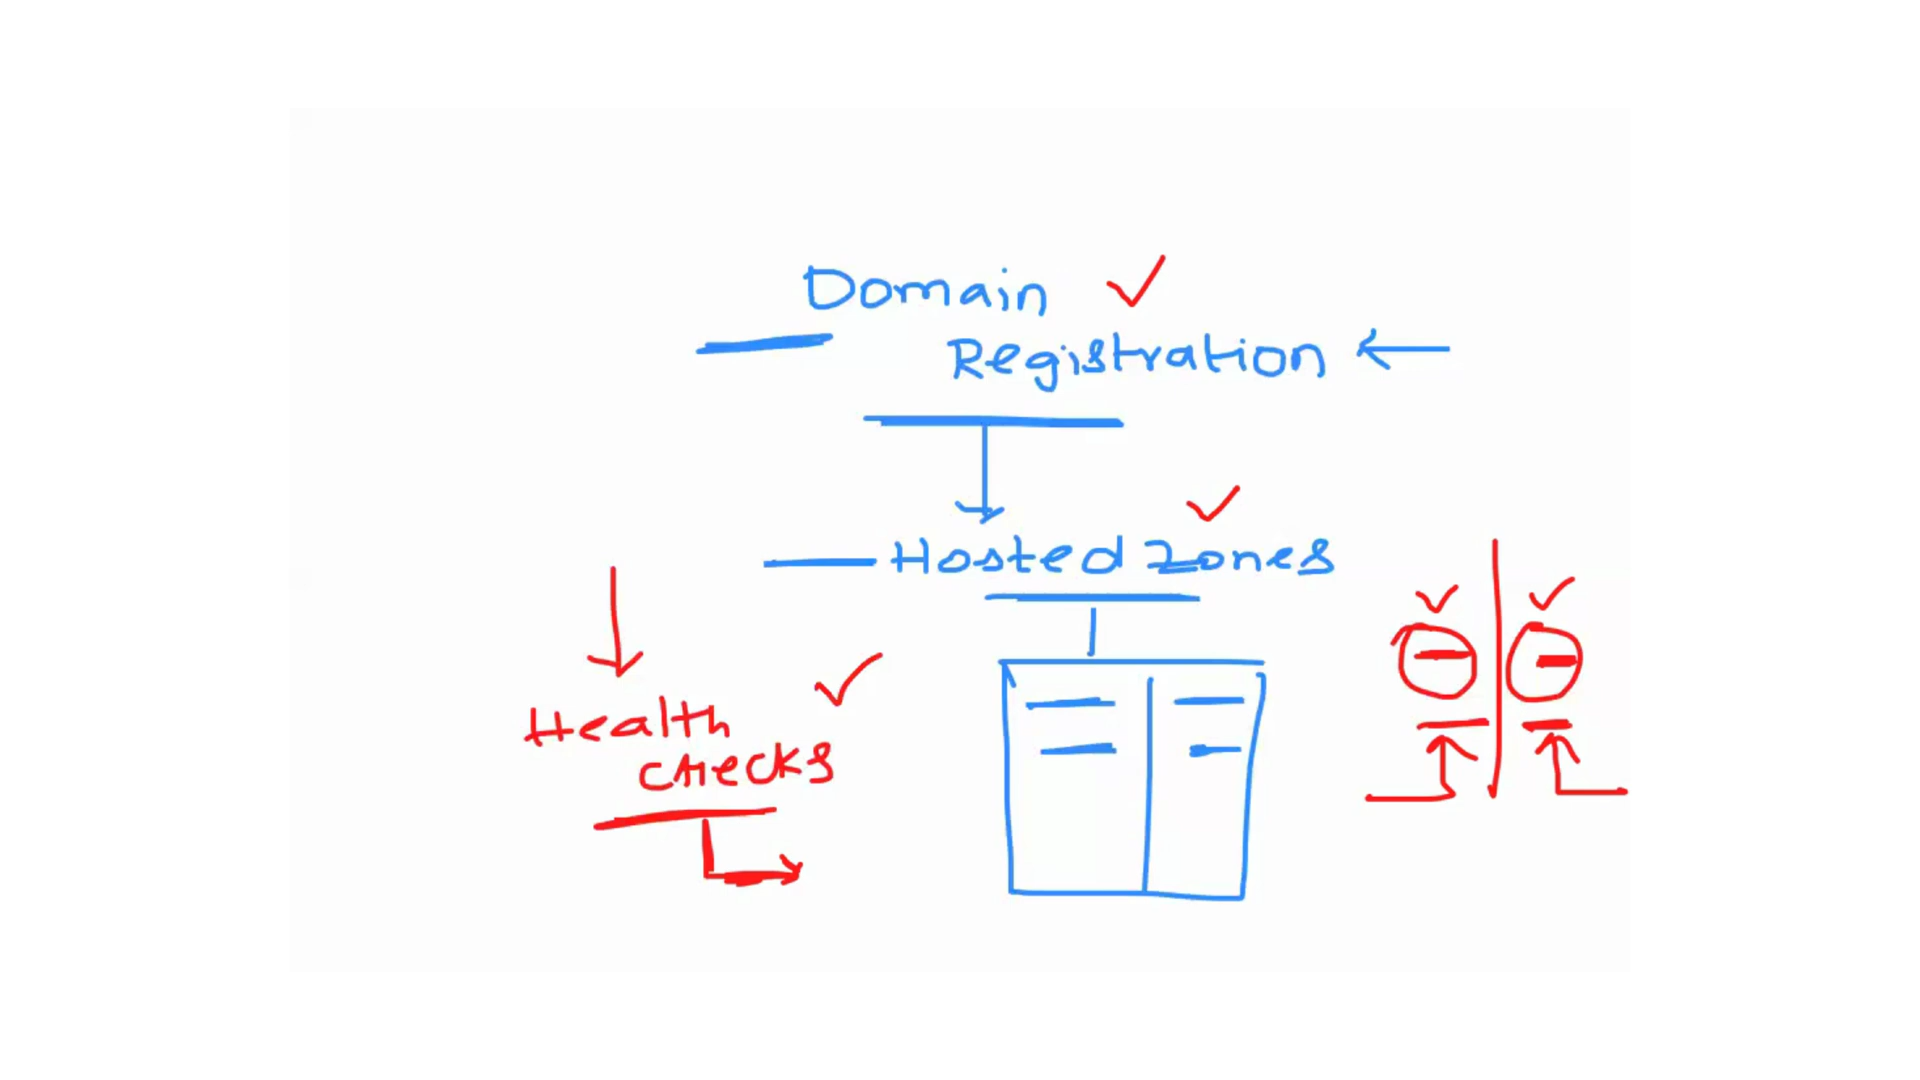 Domain
Registration
Hosted Zones
Health
Checks